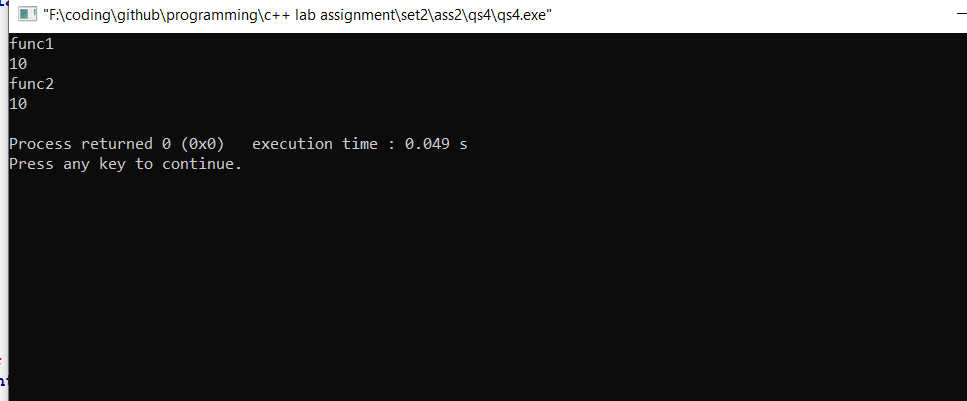 "F:\coding\github\programming\c++ lab assignment\set2\ass2\qs4\qs4.exe"
func1
10
func2
10
Process returned 0 (0x0)   execution time : 0.049 s
Press any key to continue.